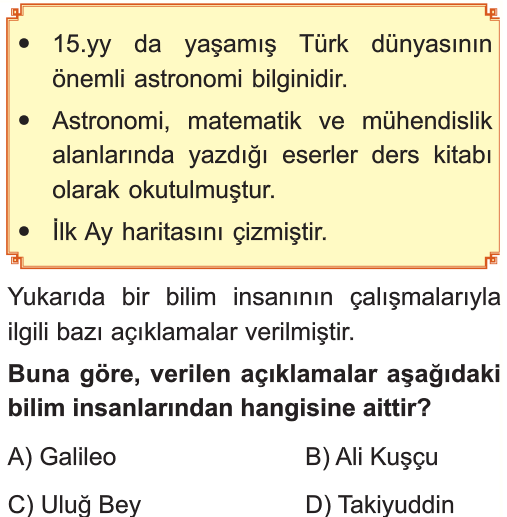 • 15.yy da yaşamış Türk dünyasının
önemli astronomi bilginidir.
• Astronomi, matematik ve mühendislik
alanlarında yazdığı eserler ders kitabı
olarak okutulmuştur.
• İlk Ay haritasını çizmiştir.
Yukarıda bir bilim insanının çalışmalarıyla
ilgili bazı açıklamalar verilmiştir.
Buna göre, verilen açıklamalar aşağıdaki
bilim insanlarından hangisine aittir?
A) Galileo B) Ali Kuşçu
C) Uluğ Bey D) Takiyuddin